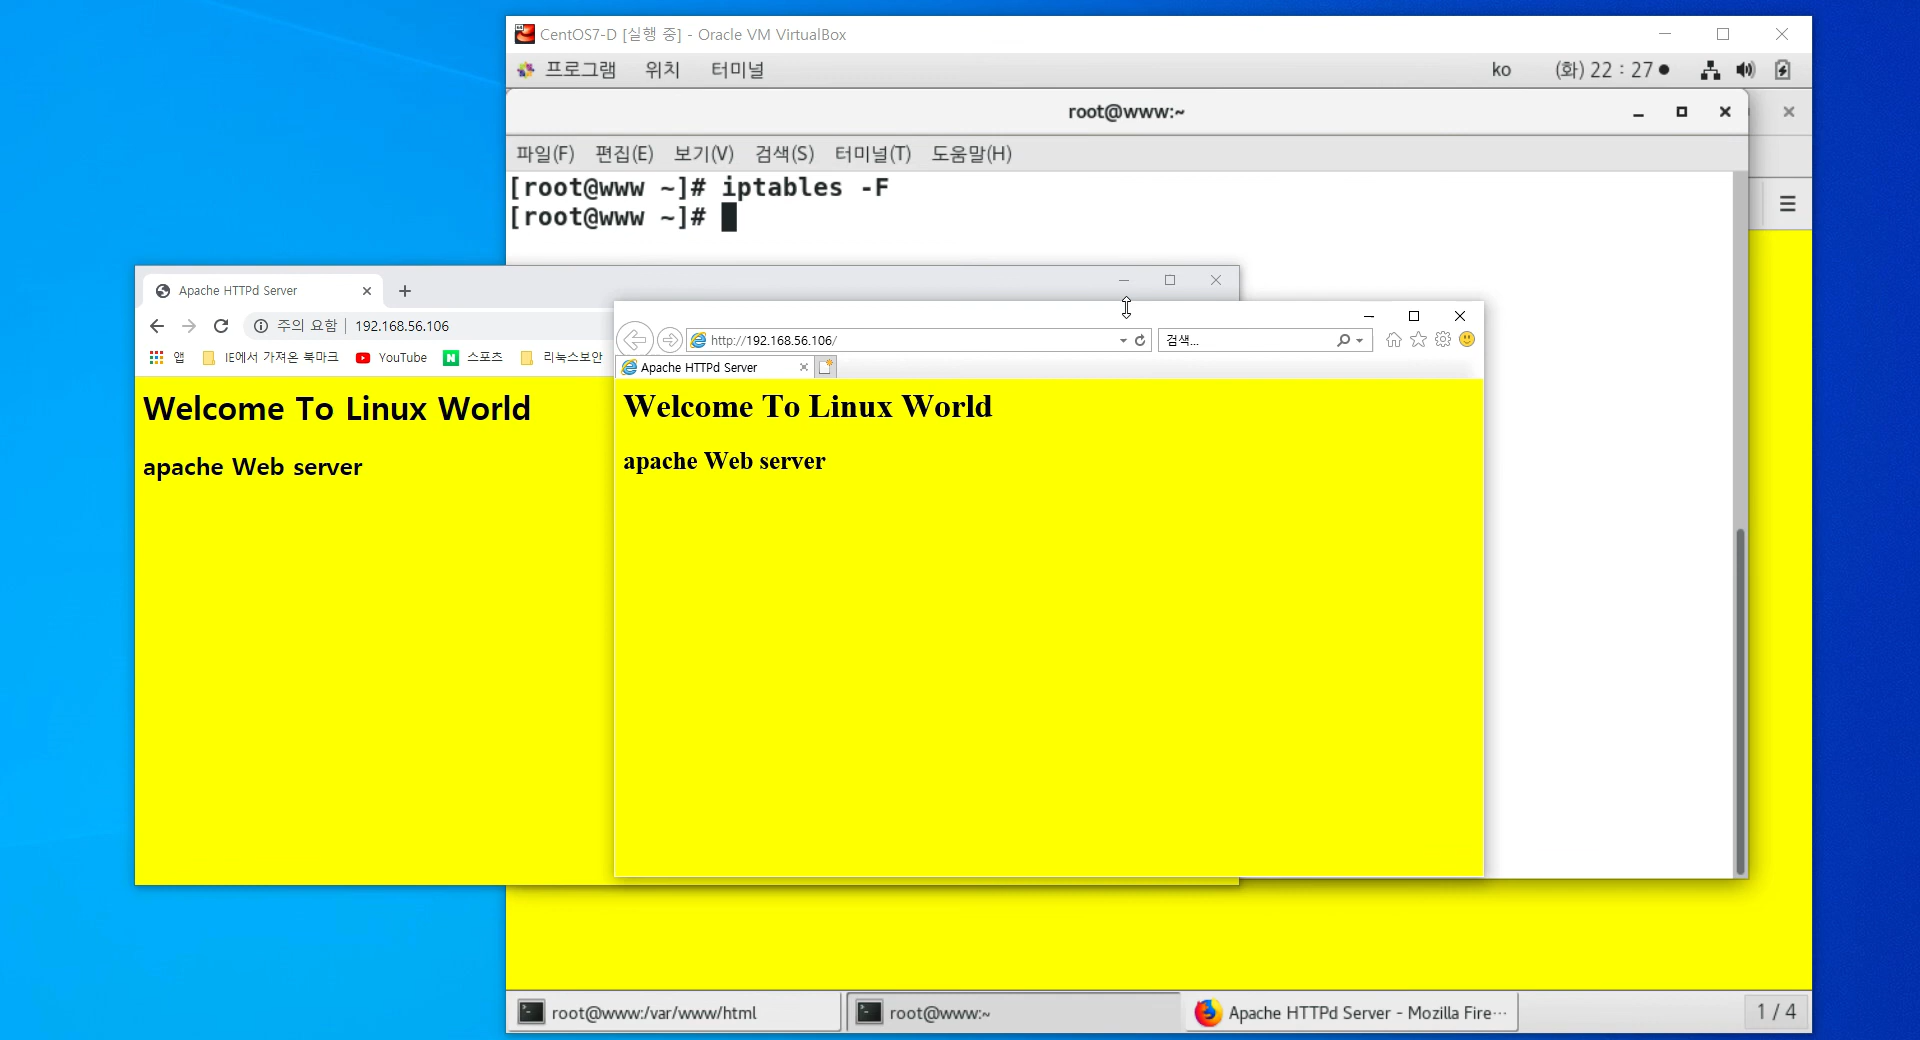 CentOS7-D [실행 중] - Oracle VM VirtualBox
프로그램 위치 터미널 ko (화) 22 : 27
root@www:~
파일(F) 편집(E) 보기(V) 검색(S) 터미널(T) 도움말(H)
[root@www ~]# iptables -F
[root@www ~]#
Apache HTTPd Server
주의 요함 192.168.56.106
앱 IE에서 가져온 북마크 YouTube N 스포츠 리눅스보안
Welcome To Linux World
apache Web server
http://192.168.56.106/ 검색...
Apache HTTPd Server
Welcome To Linux World
apache Web server
root@www:/var/www/html root@www:~ Apache HTTPd Server - Mozilla Fire··· 1 / 4